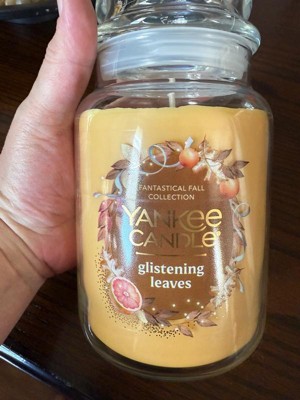 FANTASTICAL FALL
COLLECTION
YANKEE
CANDLE®
glistening
leaves